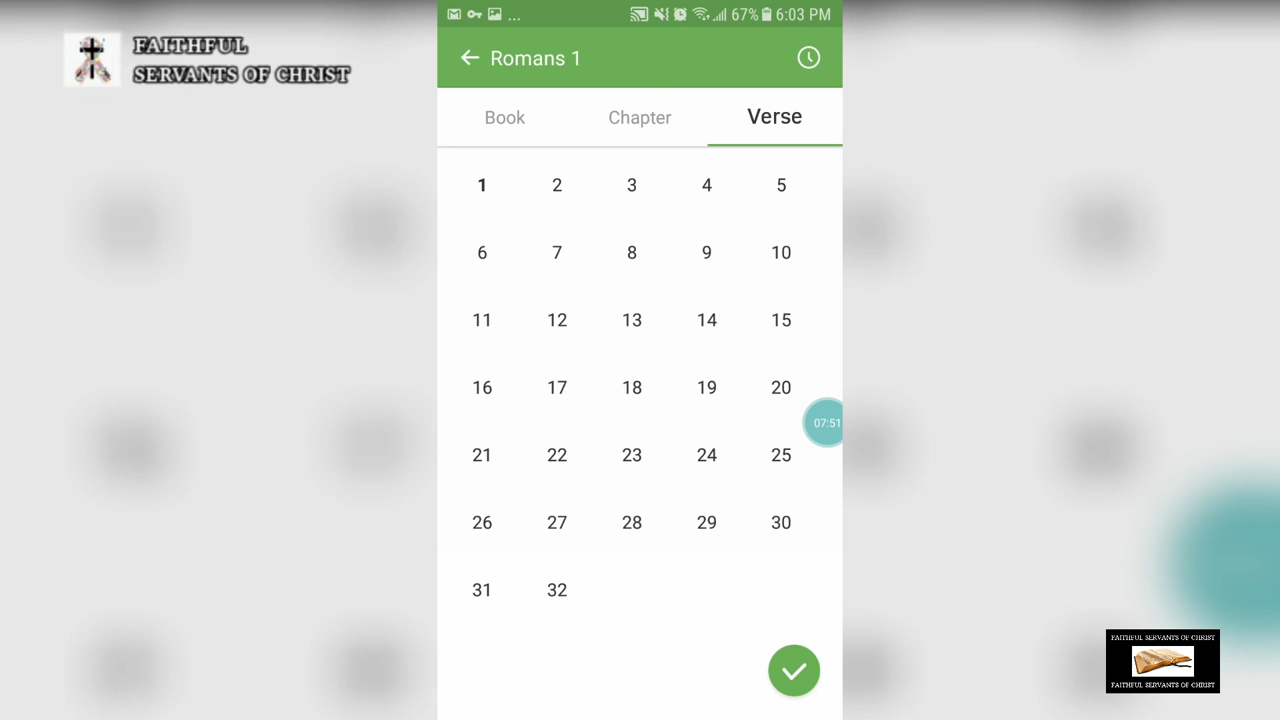 FAITHFUL
SERVANTS OF CHRIST
... 67% 6:03 PM
Romans 1
Book Chapter Verse
1 2 3 4 5
6 7 8 9 10
11 12 13 14 15
16 17 18 19 20
07:51
21 22 23 24 25
26 27 28 29 30
31 32
FAITHFUL SERVANTS OF CHRIST
FAITHFUL SERVANTS OF CHRIST